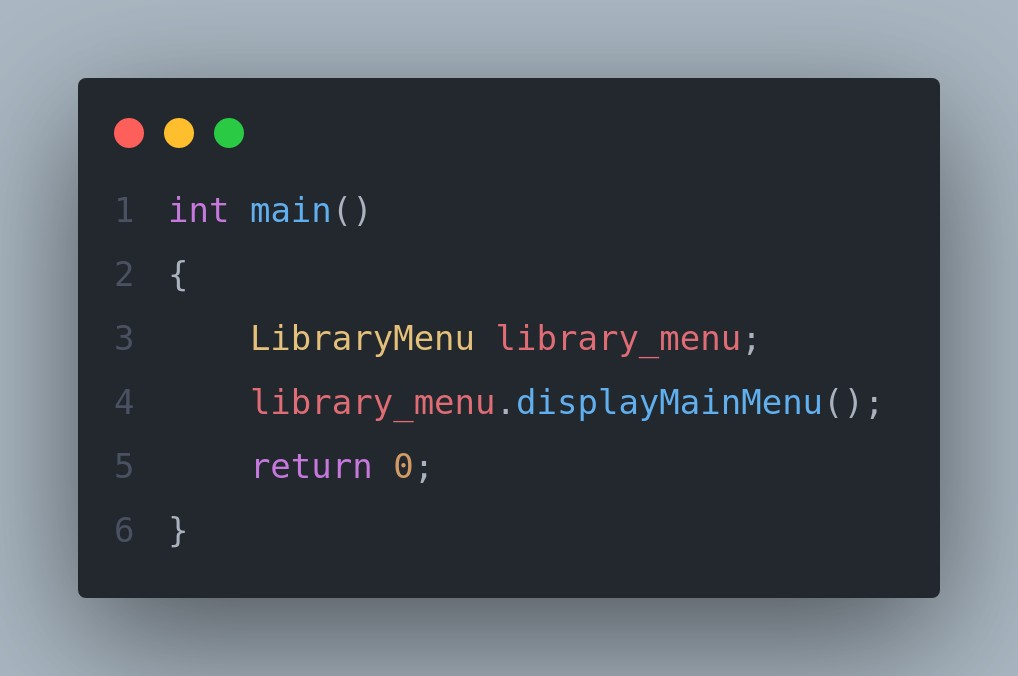 1 int main()
2 {
3     LibraryMenu library_menu;
4     library_menu.displayMainMenu();
5     return 0;
6 }